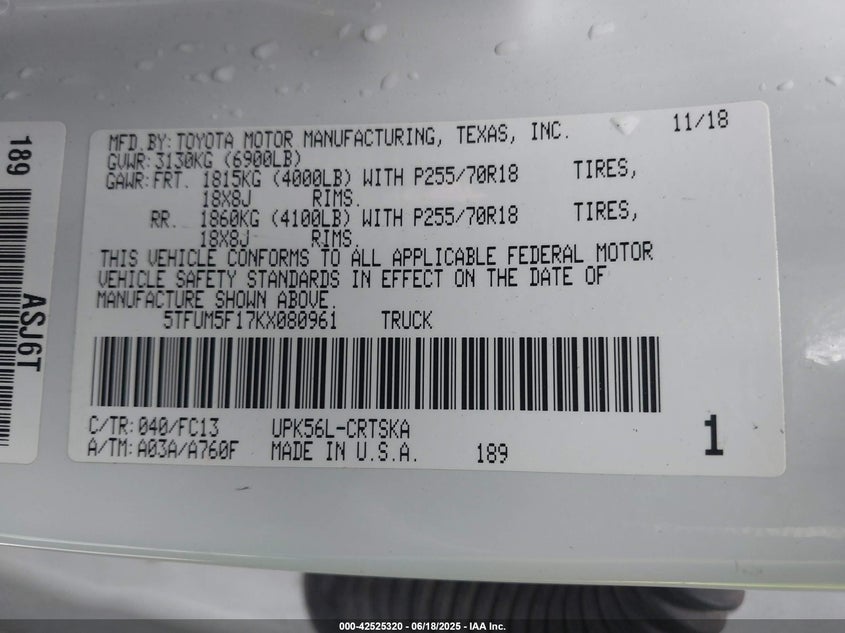 MFD.BY:TOYOTA MOTOR MANUFACTURING, TEXAS, INC. 11/18
GVWR:3130KG (6900LB)
GAWR:FRT. 1815KG (4000LB) WITH P255/70R18 TIRES,
18X8J RIMS.
RR. 1860KG (4100LB) WITH P255/70R18 TIRES,
18X8J RIMS.
THIS VEHICLE CONFORMS TO ALL APPLICABLE FEDERAL MOTOR
VEHICLE SAFETY STANDARDS IN EFFECT ON THE DATE OF
MANUFACTURE SHOWN ABOVE.
5TFUM5F17KX080961 TRUCK
C/TR:040/FC13 UPK56L-CRTSKA
A/TM:A03A/A760F MADE IN U.S.A. 189
1
189
ASJ6T
000-42525320 - 06/18/2025 - IAA Inc.